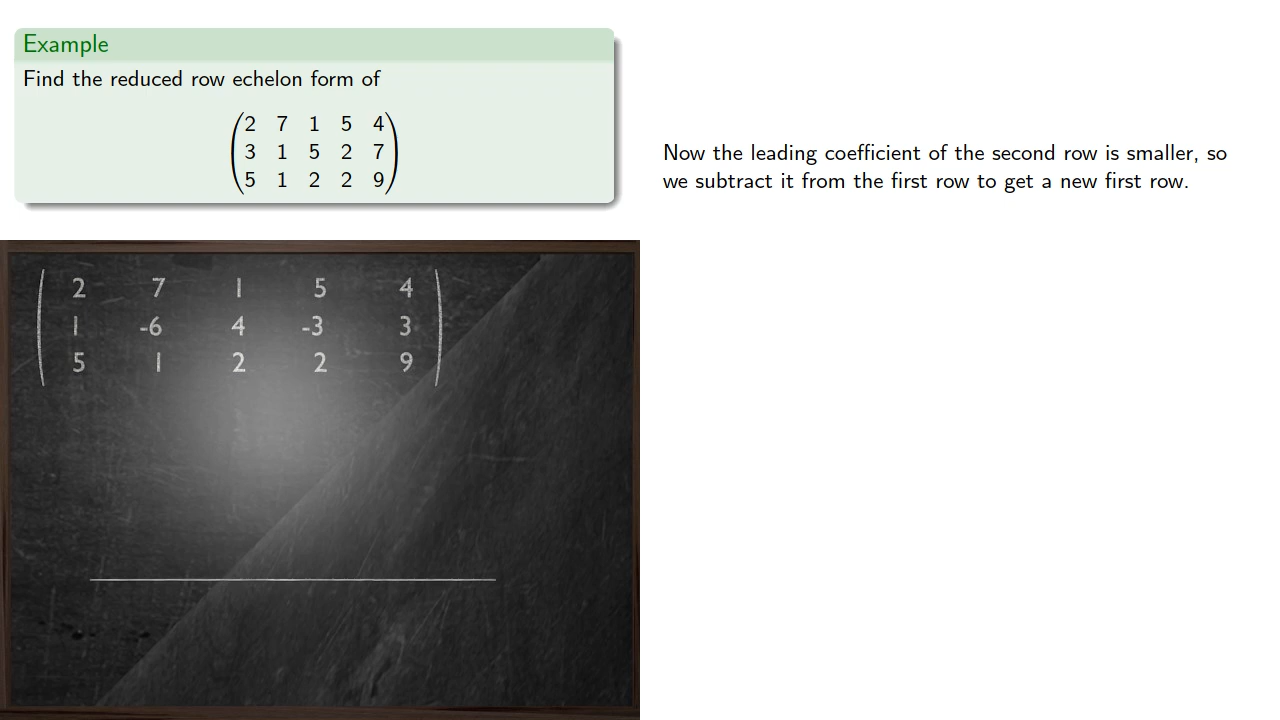 Example
Find the reduced row echelon form of
2 7 1 5 4
3 1 5 2 7
5 1 2 2 9
Now the leading coefficient of the second row is smaller, so
we subtract it from the first row to get a new first row.
2 7 1 5 4
1 -6 4 -3 3
5 1 2 2 9